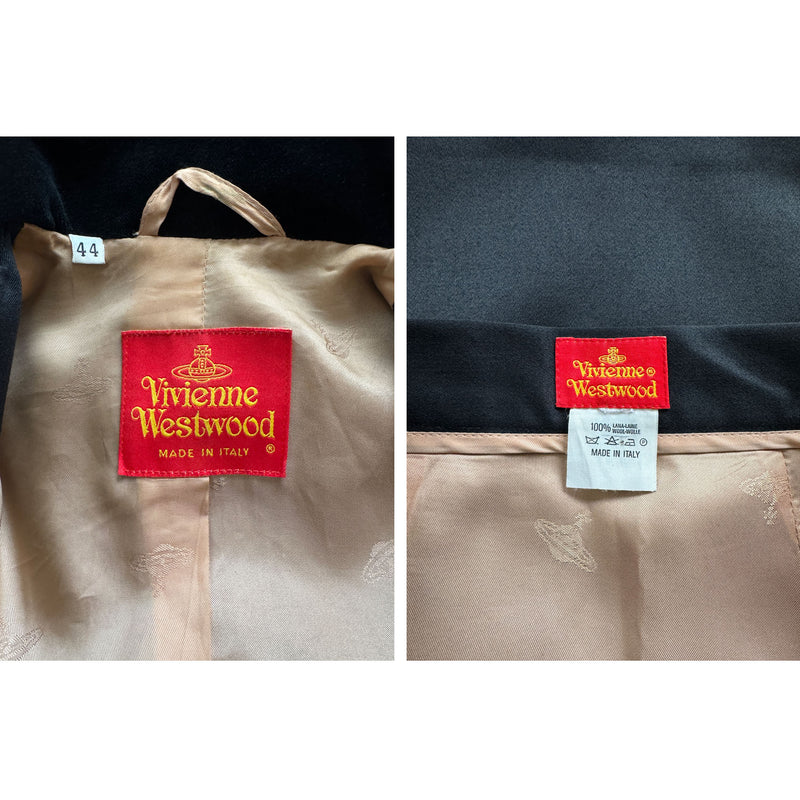 44
Vivienne
Westwood
MADE IN ITALY ®
Vivienne ®
Westwood
100% LANA-LAINE
WOOL-WOLLE
P
MADE IN ITALY